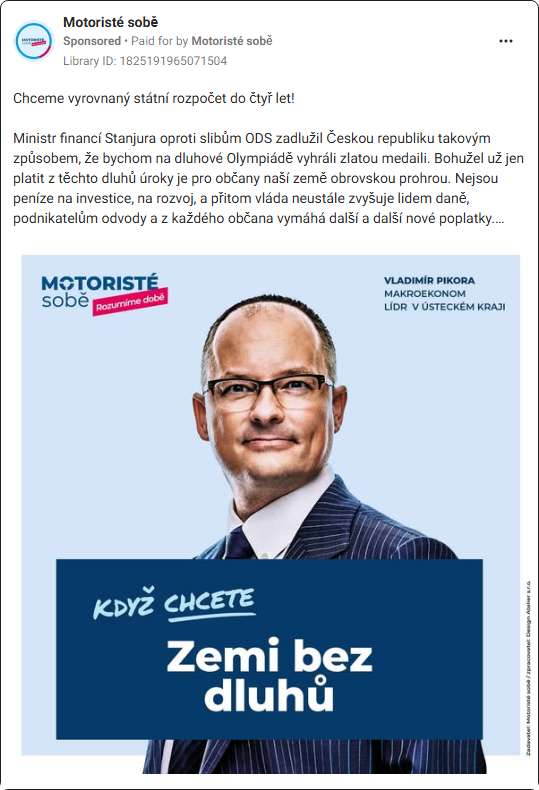 Motoristé sobě
Sponsored • Paid for by Motoristé sobě
Library ID: 1825191965071504
Chceme vyrovnaný státní rozpočet do čtyř let!
Ministr financí Stanjura oproti slibům ODS zadlužil Českou republiku takovým
způsobem, že bychom na dluhové Olympiádě vyhráli zlatou medaili. Bohužel už jen
platit z těchto dluhů úroky je pro občany naší země obrovskou prohrou. Nejsou
peníze na investice, na rozvoj, a přitom vláda neustále zvyšuje lidem daně,
podnikatelům odvody a z každého občana vymáhá další a další nové poplatky....
MOTORISTÉ
sobě Rozumíme době
VLADIMÍR PIKORA
MAKROEKONOM
LÍDR V ÚSTECKÉM KRAJI
KDYŽ CHCETE
Zemi bez
dluhů
Zadavatel: Motoristé sobě / zpracovatel: Design Atelier s.r.o.